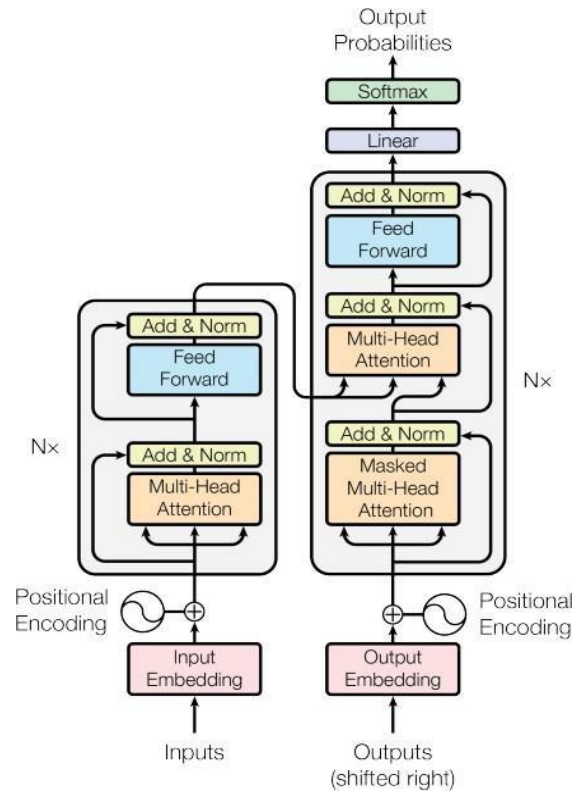 Output
Probabilities
Softmax
Linear
Add & Norm
Feed
Forward
Add & Norm
Multi-Head
Attention
Nx
Add & Norm
Masked
Multi-Head
Attention
Add & Norm
Feed
Forward
Nx
Add & Norm
Multi-Head
Attention
Positional
Encoding
Positional
Encoding
Input
Embedding
Output
Embedding
Inputs
Outputs
(shifted right)